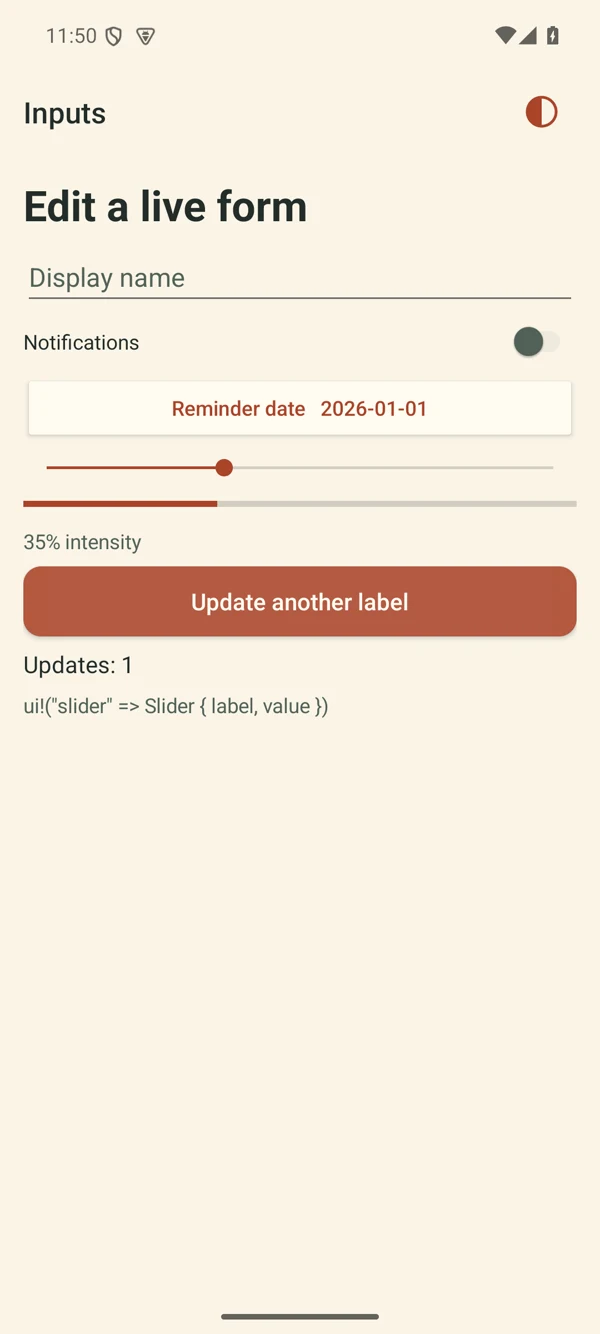 11:50
Inputs
Edit a live form
Display name
Notifications
Reminder date 2026-01-01
35% intensity
Update another label
Updates: 1
ui!("slider" => Slider { label, value })